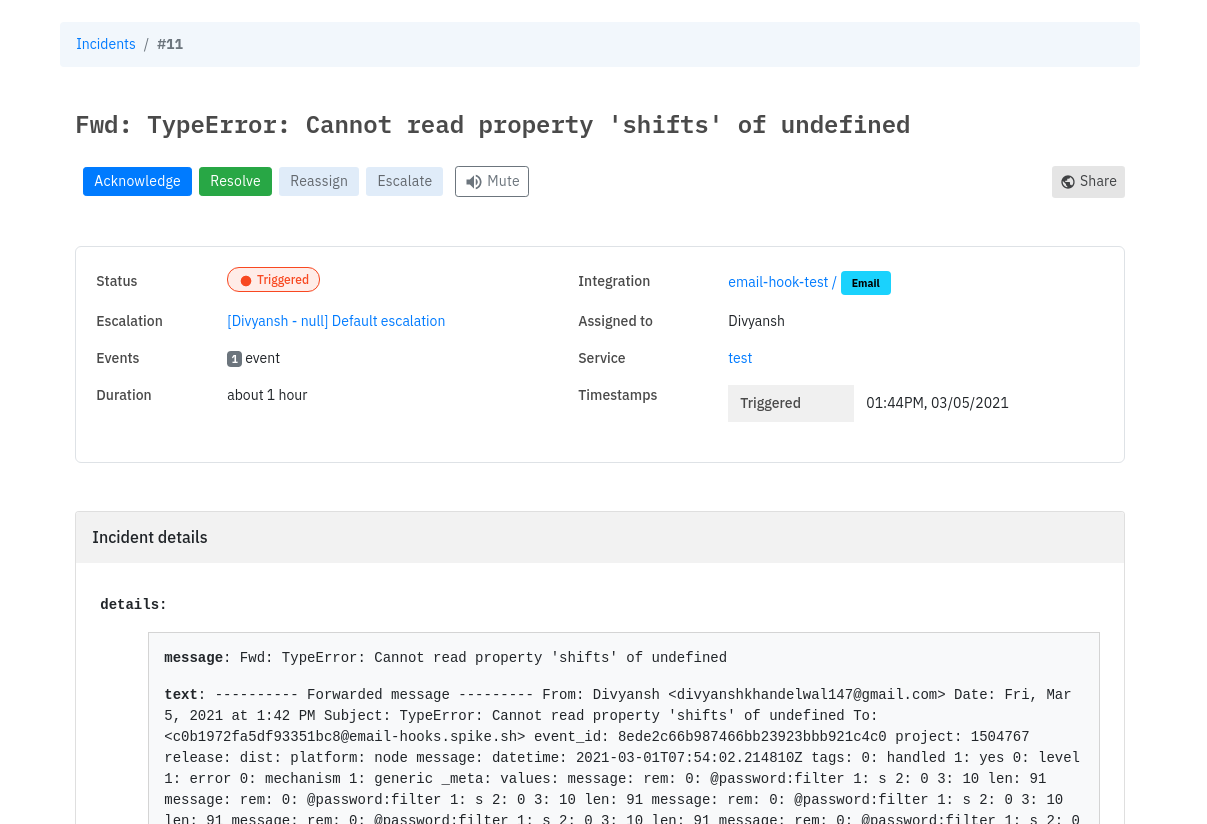 Incidents / #11
Fwd: TypeError: Cannot read property 'shifts' of undefined
Acknowledge Resolve Reassign Escalate Mute Share
Status Triggered Integration email-hook-test / Email
Escalation [Divyansh - null] Default escalation Assigned to Divyansh
Events 1 event Service test
Duration about 1 hour Timestamps Triggered 01:44PM, 03/05/2021
Incident details
details:
message: Fwd: TypeError: Cannot read property 'shifts' of undefined
text: ---------- Forwarded message --------- From: Divyansh <divyanshkhandelwal147@gmail.com> Date: Fri, Mar
5, 2021 at 1:42 PM Subject: TypeError: Cannot read property 'shifts' of undefined To:
<c0b1972fa5df93351bc8@email-hooks.spike.sh> event_id: 8ede2c66b987466bb23923bbb921c4c0 project: 1504767
release: dist: platform: node message: datetime: 2021-03-01T07:54:02.214810Z tags: 0: handled 1: yes 0: level
1: error 0: mechanism 1: generic _meta: values: message: rem: 0: @password:filter 1: s 2: 0 3: 10 len: 91
message: rem: 0: @password:filter 1: s 2: 0 3: 10 len: 91 message: rem: 0: @password:filter 1: s 2: 0 3: 10
len: 91 message: rem: 0: @password:filter 1: s 2: 0 3: 10 len: 91 message: rem: 0: @password:filter 1: s 2: 0